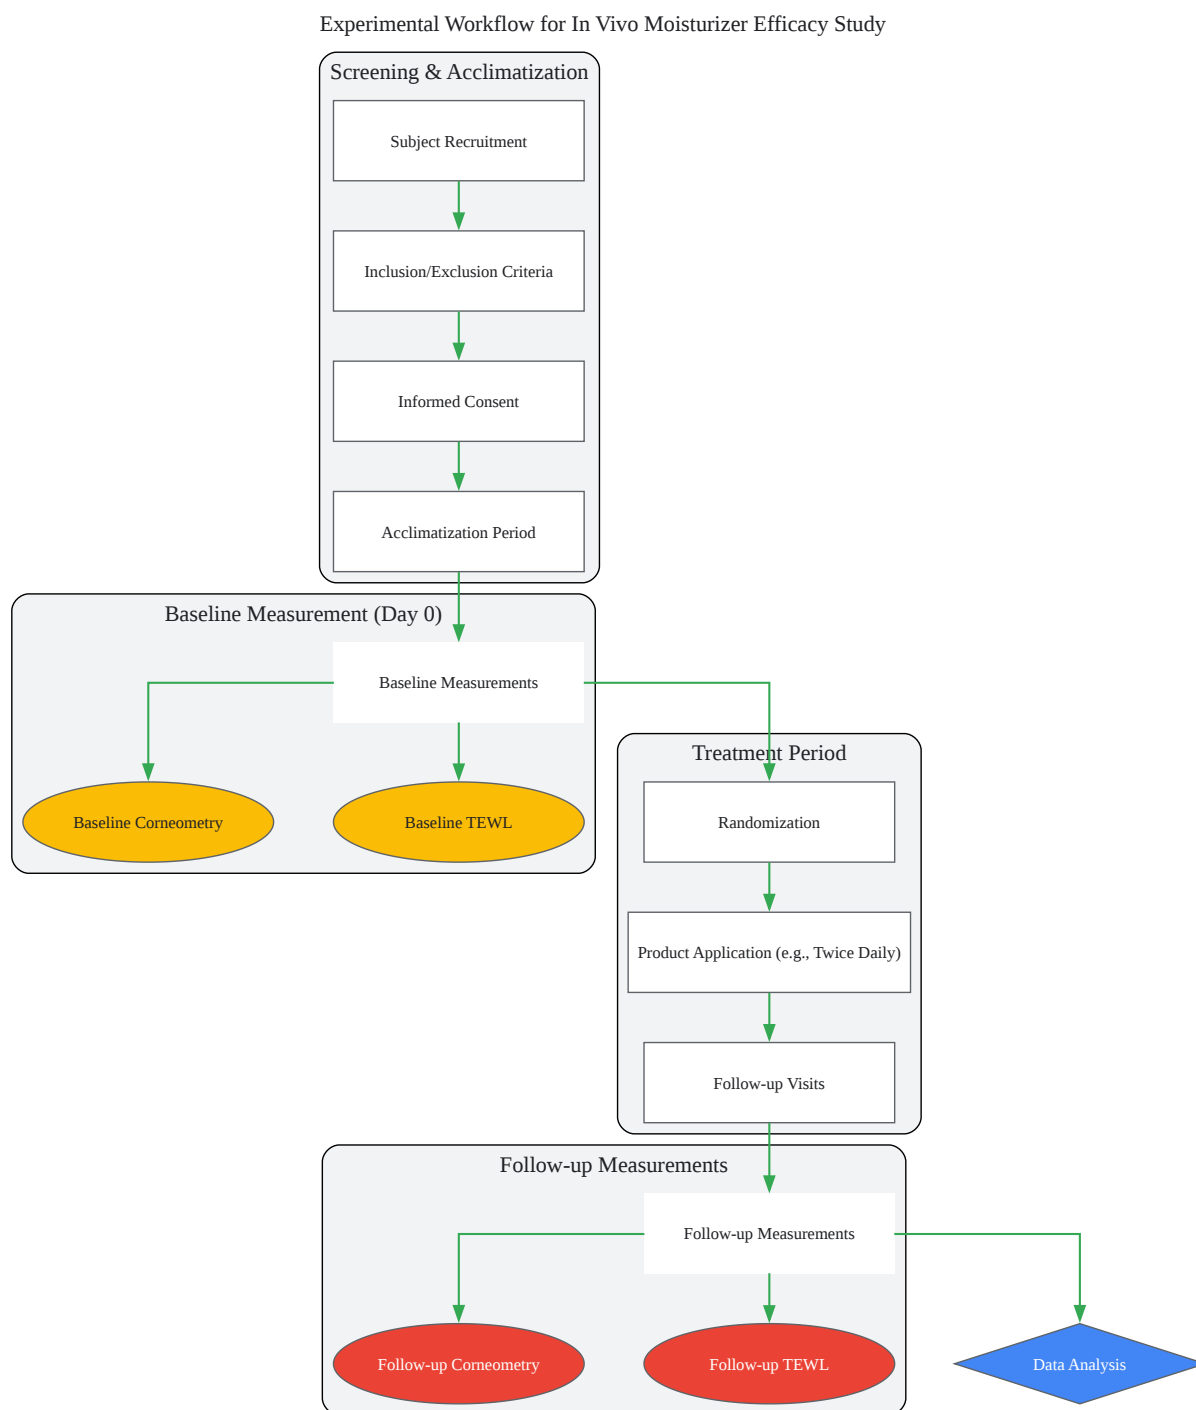 Experimental Workflow for In Vivo Moisturizer Efficacy Study
Screening & Acclimatization
Subject Recruitment
Inclusion/Exclusion Criteria
Informed Consent
Acclimatization Period
Baseline Measurement (Day 0)
Baseline Measurements
Baseline Corneometry
Baseline TEWL
Treatment Period
Randomization
Product Application (e.g., Twice Daily)
Follow-up Visits
Follow-up Measurements
Follow-up Measurements
Follow-up Corneometry
Follow-up TEWL
Data Analysis